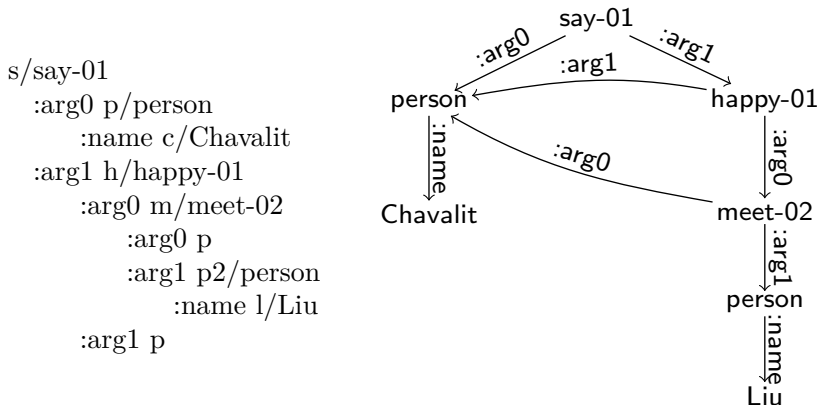 s/say-01
:arg0 p/person
:name c/Chavalit
:arg1 h/happy-01
:arg0 m/meet-02
:arg0 p
:arg1 p2/person
:name l/Liu
:arg1 p
say-01
:arg0
:arg1
:arg1
person
happy-01
:name
:arg0
:arg0
Chavalit
meet-02
:arg1
person
:name
Liu